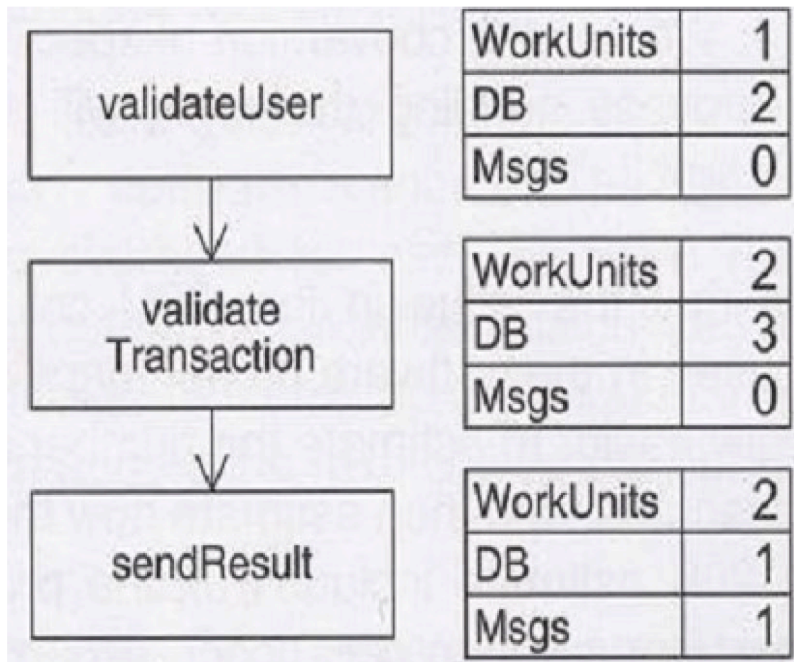 validateUser
WorkUnits 1
DB 2
Msgs 0
validate
Transaction
WorkUnits 2
DB 3
Msgs 0
sendResult
WorkUnits 2
DB 1
Msgs 1